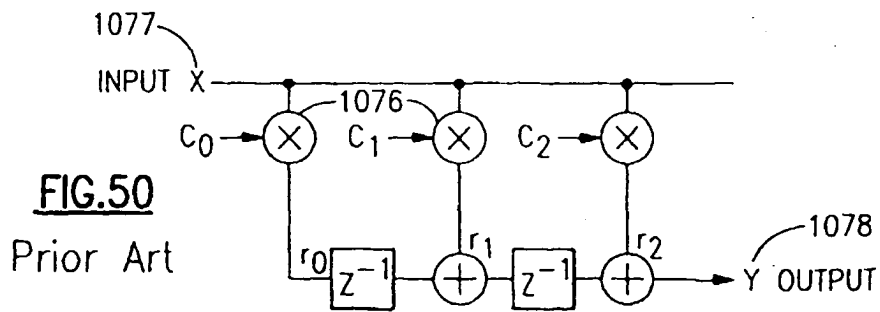 1077
INPUT X
1076
C0 C1 C2
FIG.50
Prior Art
r0 Z-1 r1 Z-1 r2
1078
Y OUTPUT